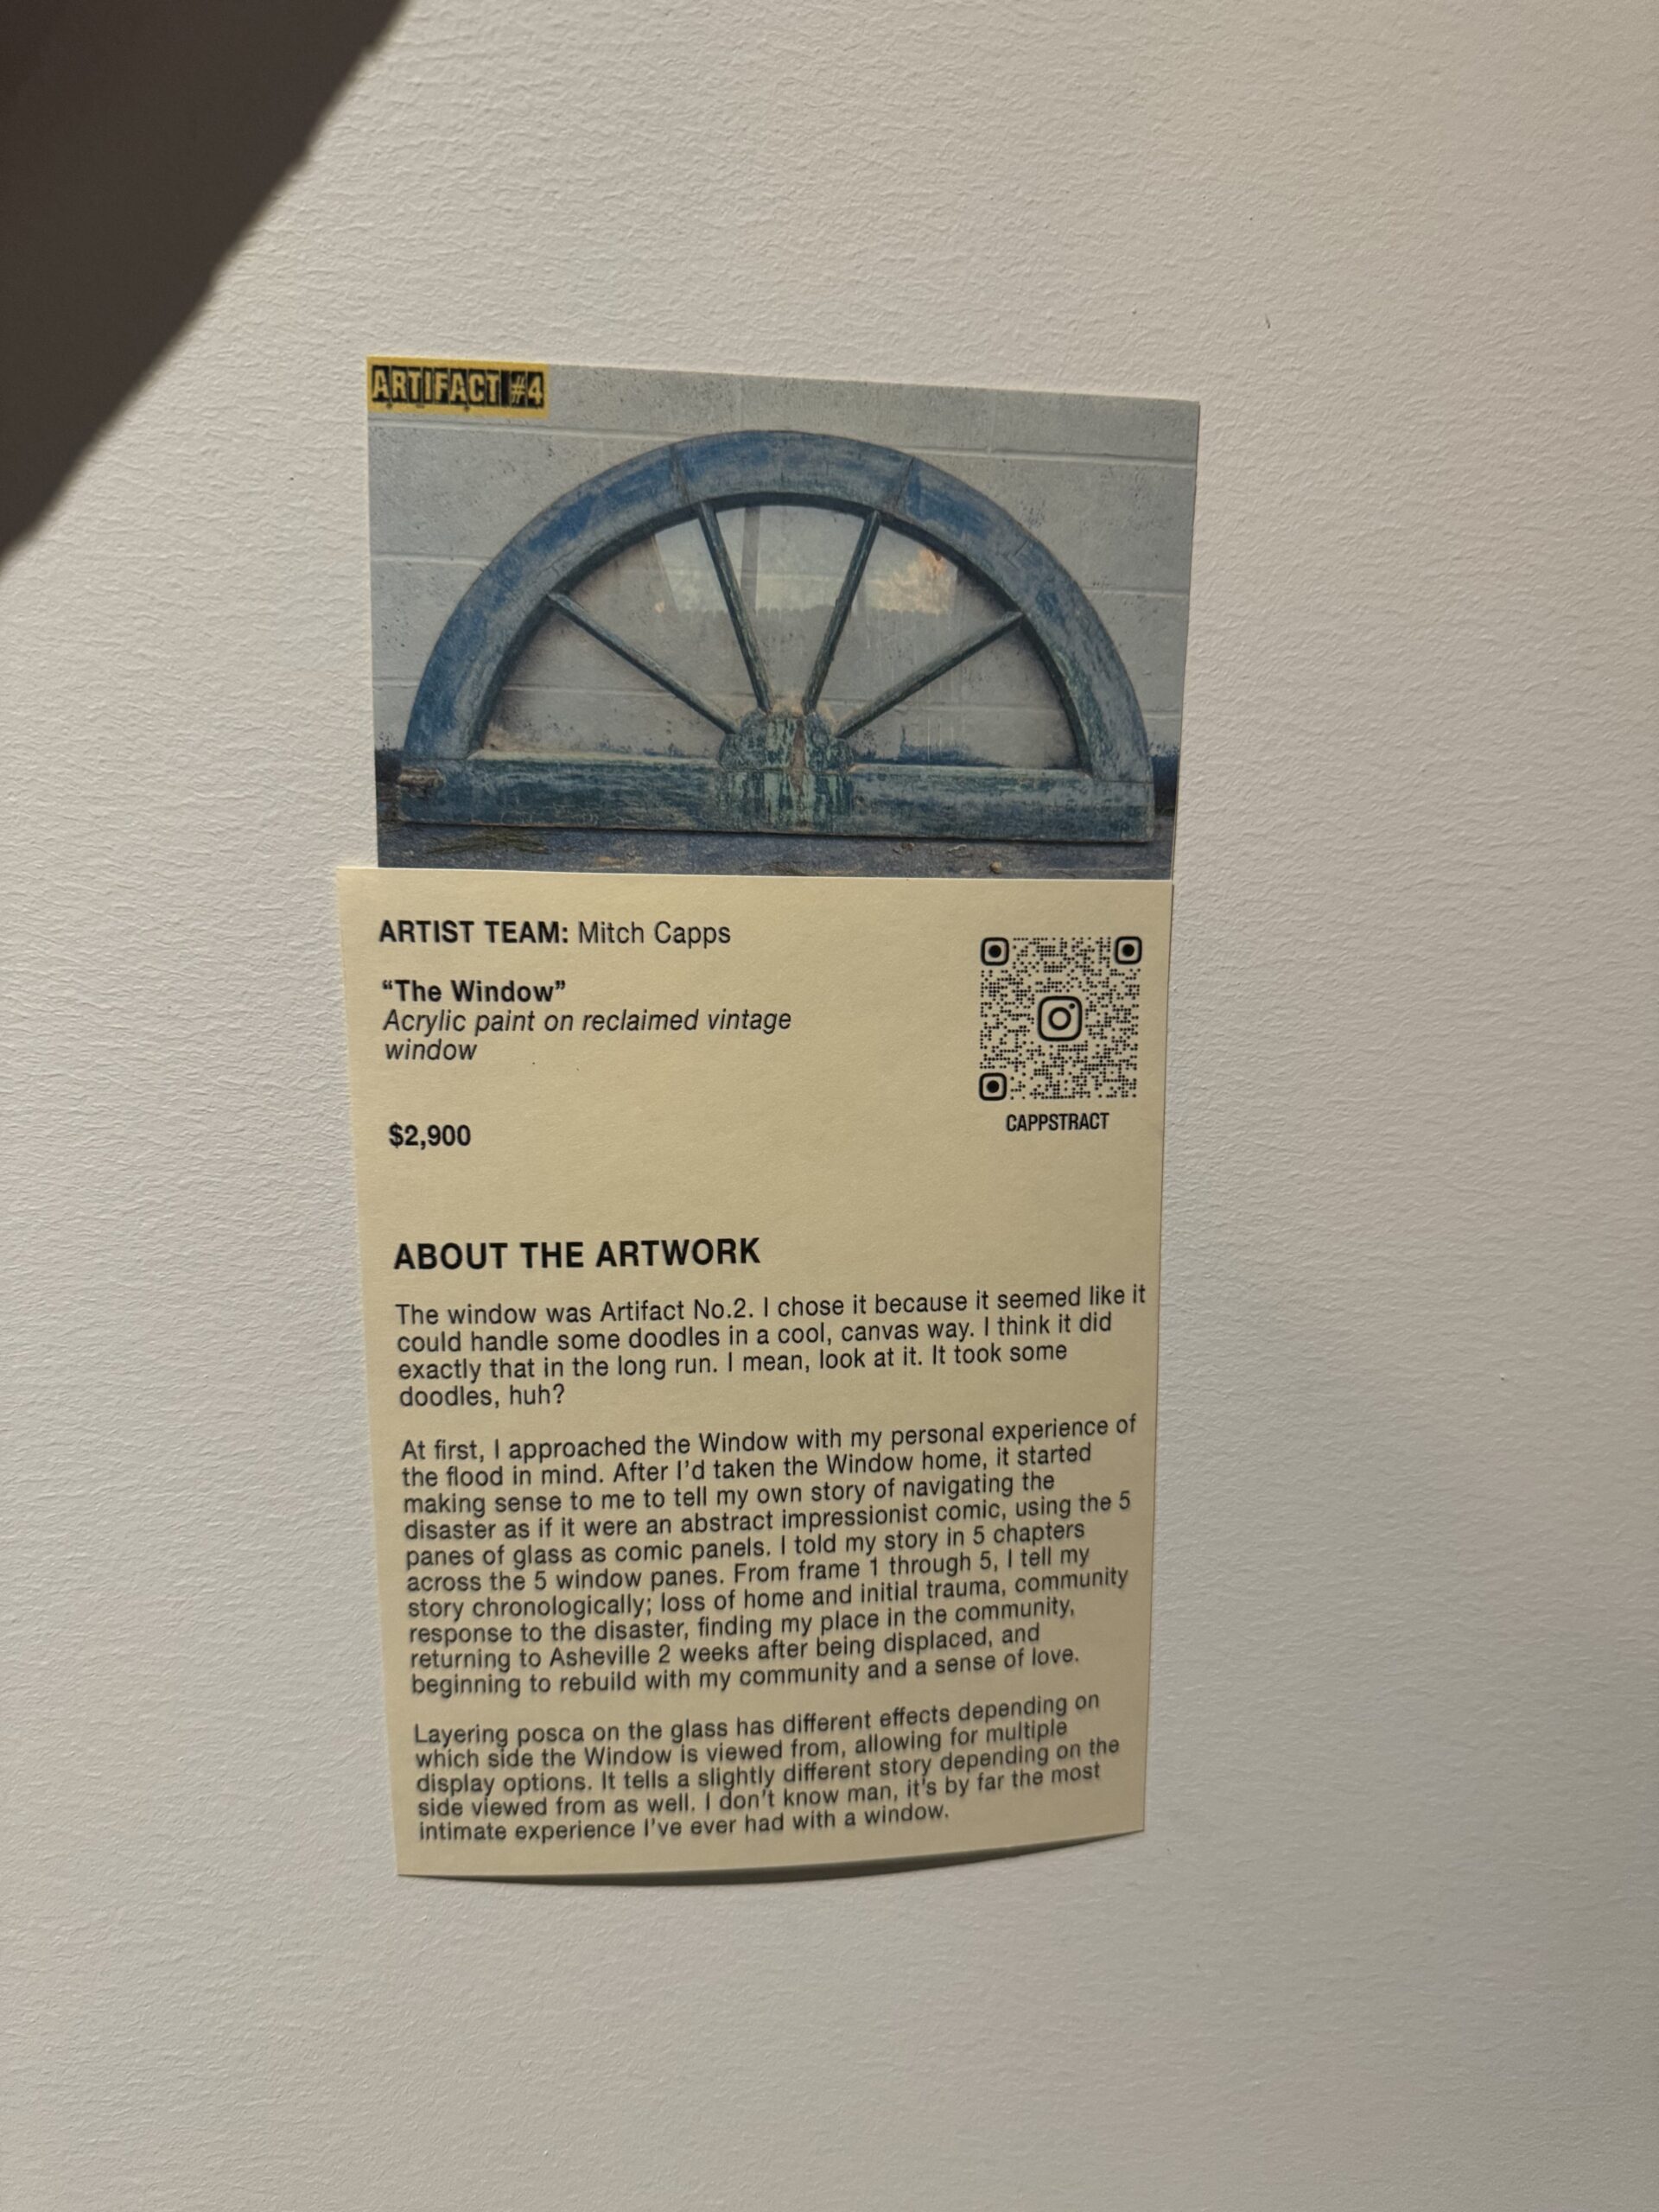 ARTIFACT #4
ARTIST TEAM: Mitch Capps
“The Window”
Acrylic paint on reclaimed vintage
window
$2,900
CAPPSTRACT
ABOUT THE ARTWORK
The window was Artifact No.2. I chose it because it seemed like it
could handle some doodles in a cool, canvas way. I think it did
exactly that in the long run. I mean, look at it. It took some
doodles, huh?
At first, I approached the Window with my personal experience of
the flood in mind. After I’d taken the Window home, it started
making sense to me to tell my own story of navigating the
disaster as if it were an abstract impressionist comic, using the 5
panes of glass as comic panels. I told my story in 5 chapters
across the 5 window panes. From frame 1 through 5, I tell my
story chronologically; loss of home and initial trauma, community
response to the disaster, finding my place in the community,
returning to Asheville 2 weeks after being displaced, and
beginning to rebuild with my community and a sense of love.
Layering posca on the glass has different effects depending on
which side the Window is viewed from, allowing for multiple
display options. It tells a slightly different story depending on the
side viewed from as well. I don’t know man, it’s by far the most
intimate experience I’ve ever had with a window.